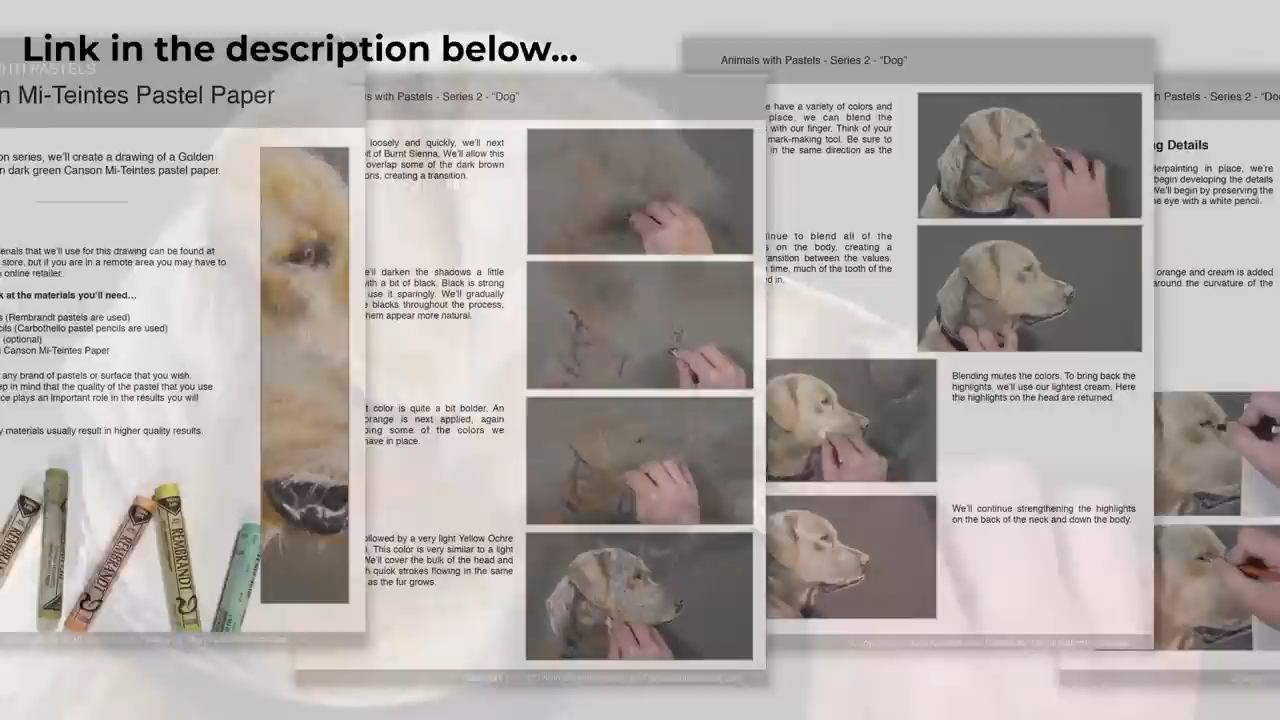 Link in the description below...
n Mi-Teintes Pastel Paper
on series, we'll create a drawing of a Golden
n dark green Canson Mi-Teintes pastel paper.
erials that we'll use for this drawing can be found at
store, but if you are in a remote area you may have to
online retailer.
k at the materials you'll need...
s (Rembrandt pastels are used)
cils (Carbothello pastel pencils are used)
(optional)
Canson Mi-Teintes Paper
any brand of pastels or surface that you wish.
ep in mind that the quality of the pastel that you use
ce plays an important role in the results you will
y materials usually result in higher quality results.
REMBRANDT
REMBRANDT
s with Pastels - Series 2 - “Dog”
loosely and quickly, we'll next
it of Burnt Sienna. We'll allow this
overlap some of the dark brown
ons, creating a transition.
e'll darken the shadows a little
with a bit of black. Black is strong
use it sparingly. We'll gradually
e blacks throughout the process,
hem appear more natural.
t color is quite a bit bolder. An
orange is next applied, again
ping some of the colors we
have in place.
ollowed by a very light Yellow Ochre
. This color is very similar to a light
We'll cover the bulk of the head and
h quick strokes flowing in the same
as the fur grows.
Animals with Pastels - Series 2 - “Dog”
e have a variety of colors and
place, we can blend the
with our finger. Think of your
mark-making tool. Be sure to
in the same direction as the
tinue to blend all of the
s on the body, creating a
ransition between the values.
time, much of the tooth of the
ed in.
Blending mutes the colors. To bring back the
highlights, we'll use our lightest cream. Here
the highlights on the head are returned.
We'll continue strengthening the highlights
on the back of the neck and down the body.
h Pastels - Series 2 - “Do
ng Details
derpainting in place, we're
begin developing the details
We'll begin by preserving the
he eye with a white pencil.
orange and cream is added
around the curvature of the